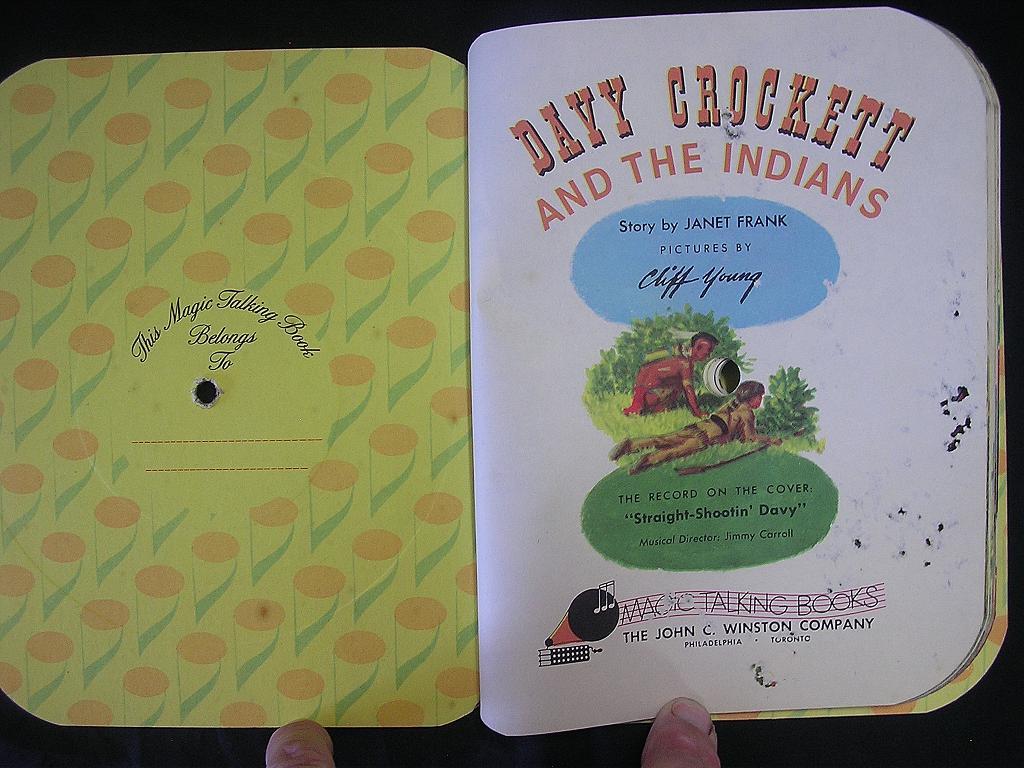 This Magic Talking Book
Belongs
To
DAVY CROCKETT
AND THE INDIANS
Story by JANET FRANK
PICTURES BY
Cliff Young
THE RECORD ON THE COVER:
"Straight-Shootin' Davy"
Musical Director: Jimmy Carroll
MAGIC TALKING BOOKS
THE JOHN C. WINSTON COMPANY
PHILADELPHIA · TORONTO